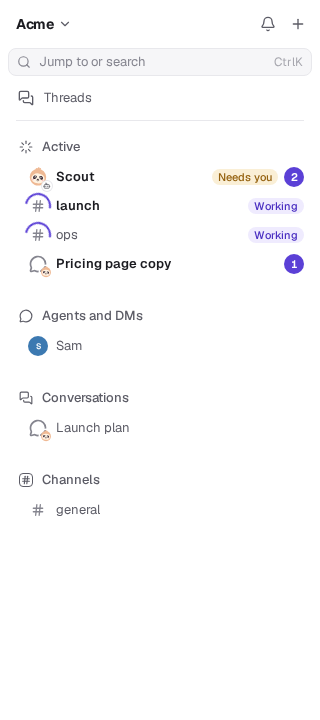 Acme
Jump to or search CtrlK
Threads
Active
Scout Needs you 2
# launch Working
# ops Working
Pricing page copy 1
Agents and DMs
S Sam
Conversations
Launch plan
# Channels
# general